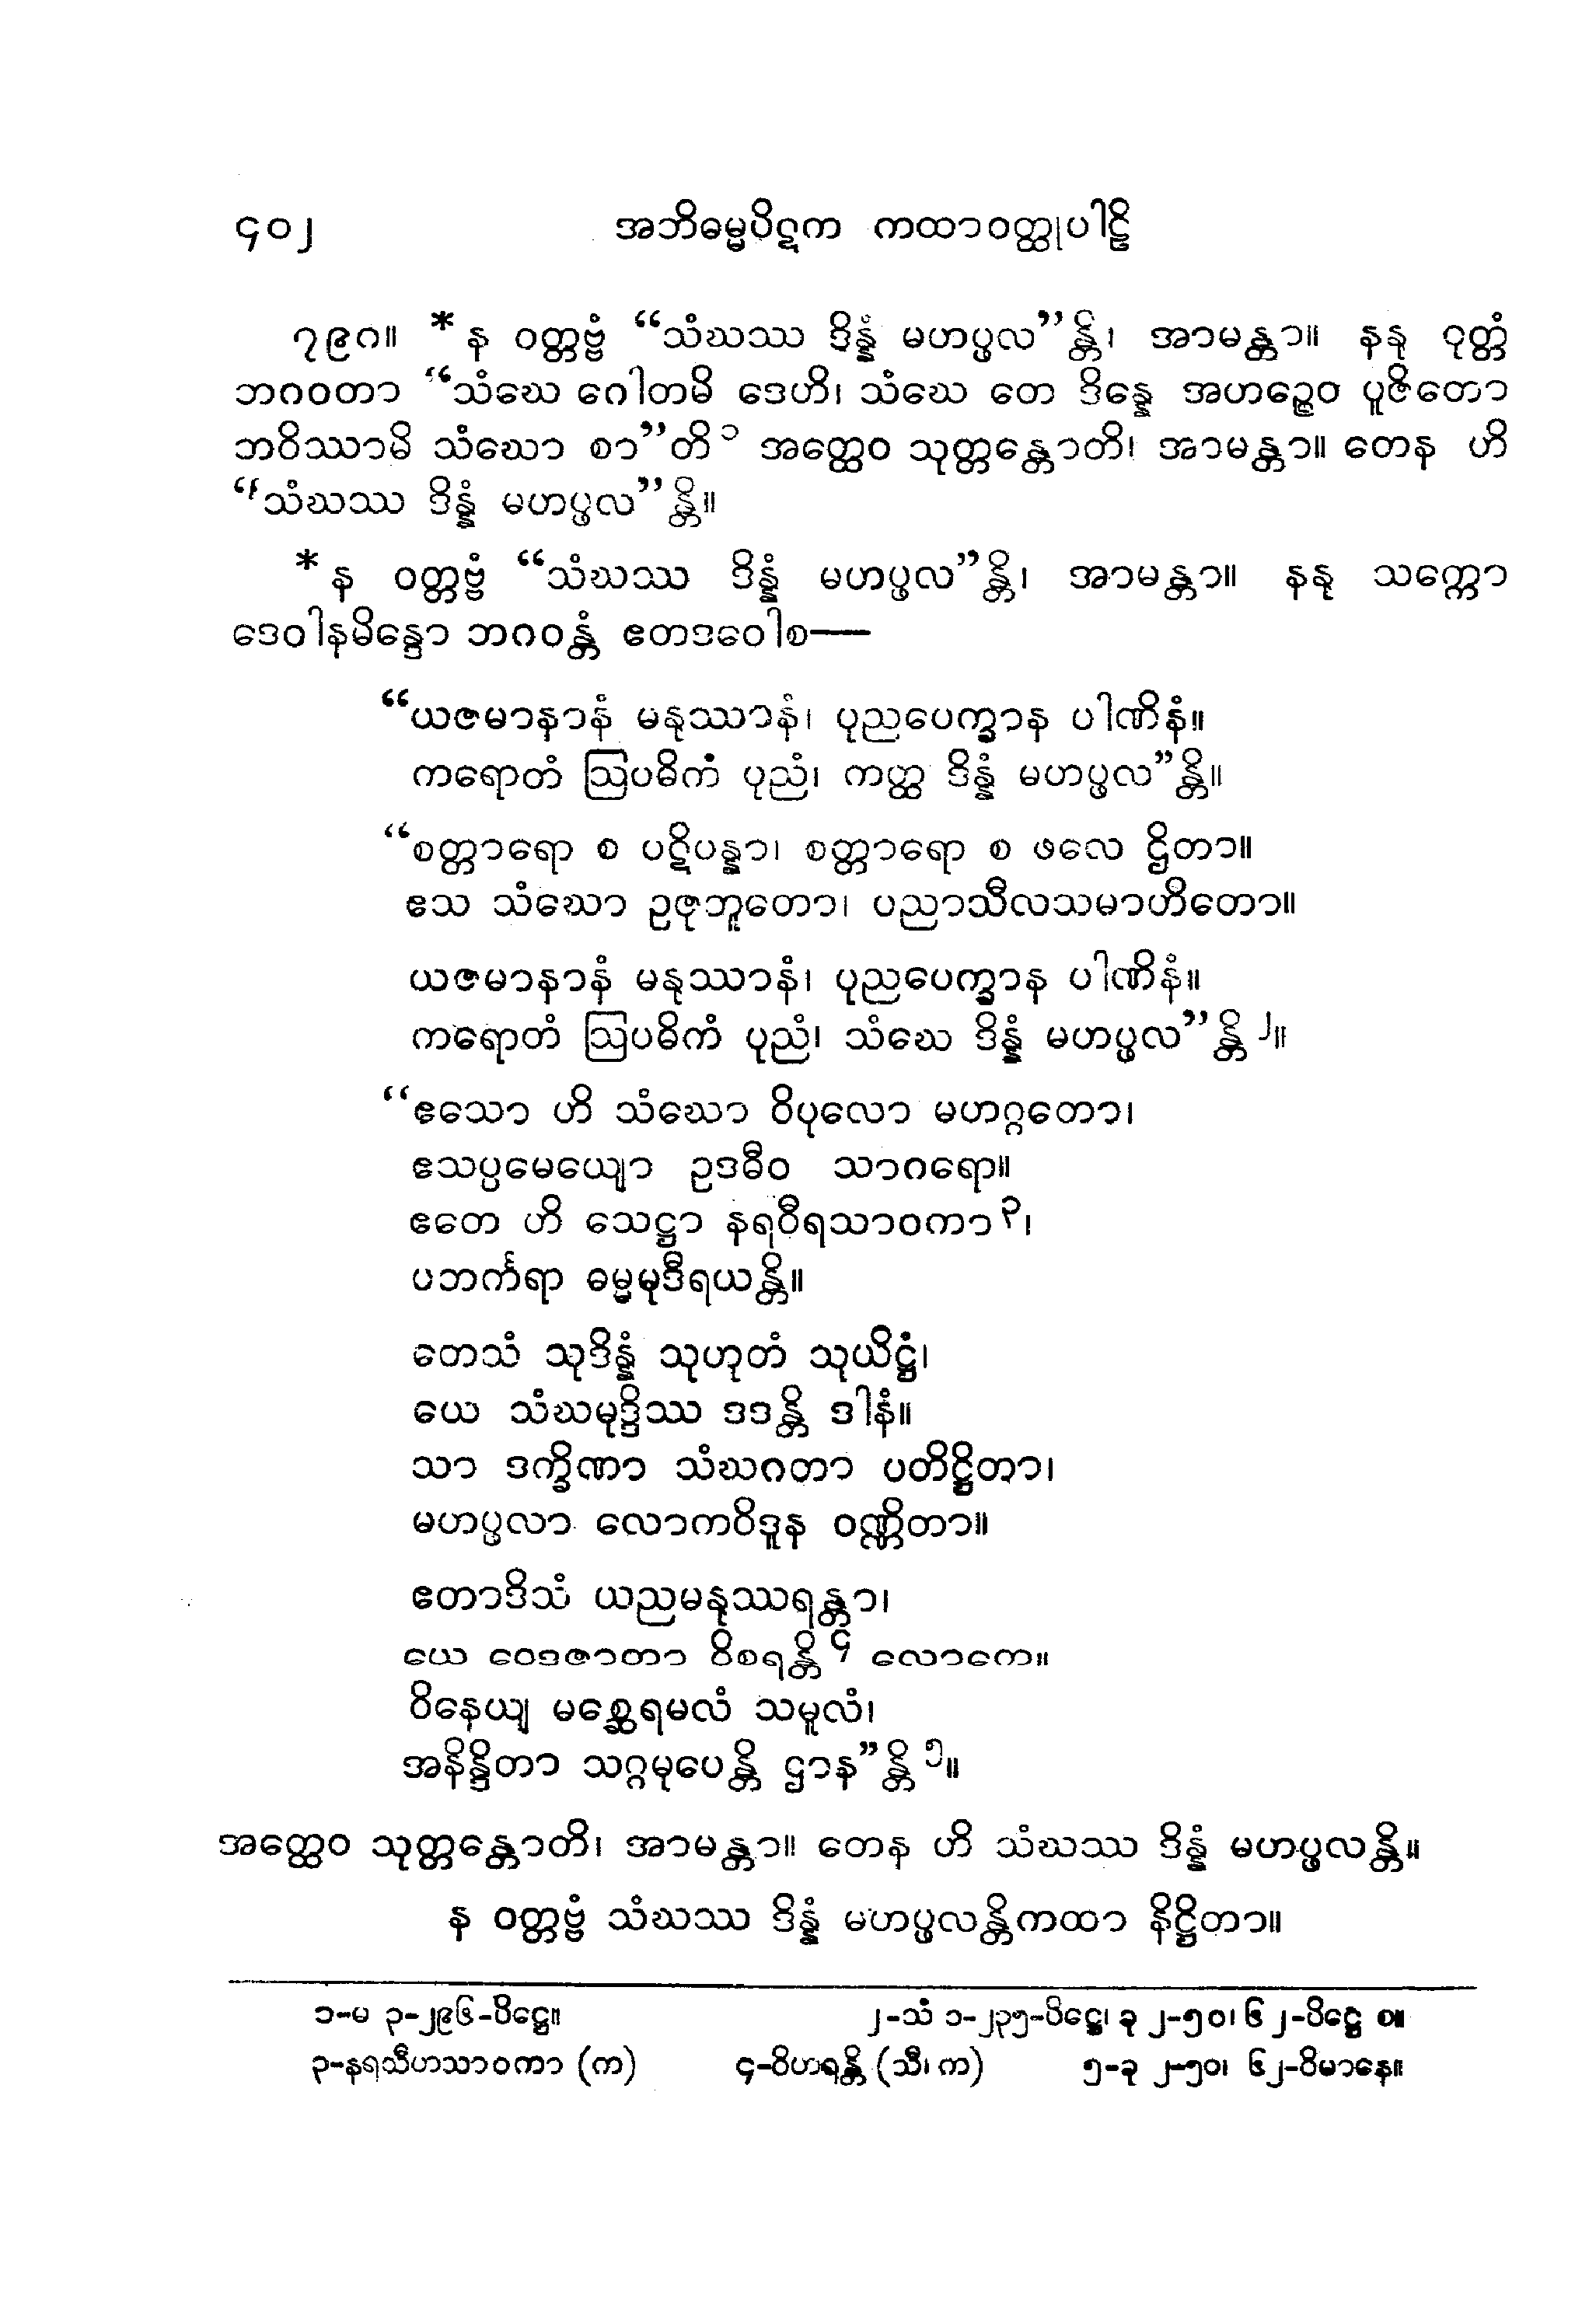 ၄၀၂ အဘိဓမ္မပိဋက ကထာဝတ္ထုပါဠိ
၇၉၇။ *န ဝတ္တဗ္ဗံ “သံဃဿ ဒိန္နံ မဟပ္ဖလ”န္တိ၊ အာမန္တာ။ နနု ဝုတ္တံ
ဘဂဝတာ “သံဃေ ဂေါတမိ ဒေဟိ၊ သံဃေ တေ ဒိန္နေ အဟဉ္စေဝ ပူဇိတော
ဘဝိဿာမိ သံဃော စာ”တိ၁ အတ္ထေဝ သုတ္တန္တောတိ၊ အာမန္တာ။ တေန ဟိ
“သံဃဿ ဒိန္နံ မဟပ္ဖလ”န္တိ။
*န ဝတ္တဗ္ဗံ “သံဃဿ ဒိန္နံ မဟပ္ဖလ”န္တိ၊ အာမန္တာ။ နနု သက္ကော
ဒေဝါနမိန္ဒော ဘဂဝန္တံ ဧတဒဝေါစ—
“ယဇမာနာနံ မနုဿာနံ၊ ပုညပေက္ခာန ပါဏိနံ။
ကရောတံ ဩပဓိကံ ပုညံ၊ ကတ္ထ ဒိန္နံ မဟပ္ဖလ”န္တိ။
“စတ္တာရော စ ပဋိပန္နာ၊ စတ္တာရော စ ဖလေ ဌိတာ။
ဧသ သံဃော ဥဇုဘူတော၊ ပညာသီလသမာဟိတော။
ယဇမာနာနံ မနုဿာနံ၊ ပုညပေက္ခာန ပါဏိနံ။
ကရောတံ ဩပဓိကံ ပုညံ၊ သံဃေ ဒိန္နံ မဟပ္ဖလ”န္တိ၂။
“ဧသော ဟိ သံဃော ဝိပုလော မဟဂ္ဂတော၊
ဧသပ္ပမေယျော ဥဒဓီဝ သာဂရော။
ဧတေ ဟိ သေဋ္ဌာ နရဝီရသာဝကာ၃၊
ပဘင်္ကရာ ဓမ္မမုဒီရယန္တိ။
တေသံ သုဒိန္နံ သုဟုတံ သုယိဋ္ဌံ၊
ယေ သံဃမုဒ္ဒိဿ ဒဒန္တိ ဒါနံ။
သာ ဒက္ခိဏာ သံဃဂတာ ပတိဋ္ဌိတာ၊
မဟပ္ဖလာ လောကဝိဒူန ဝဏ္ဏိတာ။
ဧတာဒိသံ ယညမနုဿရန္တာ၊
ယေ ဝေဒဇာတာ ဝိစရန္တိ၄ လောကေ။
ဝိနေယျ မစ္ဆေရမလံ သမူလံ၊
အနိန္ဒိတာ သဂ္ဂမုပေန္တိ ဌာန”န္တိ၅။
အတ္ထေဝ သုတ္တန္တောတိ၊ အာမန္တာ။ တေန ဟိ သံဃဿ ဒိန္နံ မဟပ္ဖလန္တိ။
န ဝတ္တဗ္ဗံ သံဃဿ ဒိန္နံ မဟပ္ဖလန္တိကထာ နိဋ္ဌိတာ။
၁-မ ၃-၂၉၆-ပိဋ္ဌေ။ ၂-သံ ၁-၂၃၅-ပိဋ္ဌေ၊ ခု ၂-၅၀၊ ၆၂-ပိဋ္ဌေ စ။
၃-နရသီဟသာဝကာ (က) ၄-ဝိဟရန္တိ (သီ၊ က) ၅-ခု ၂-၅၀၊ ၆၂-ဝိမာနေ။